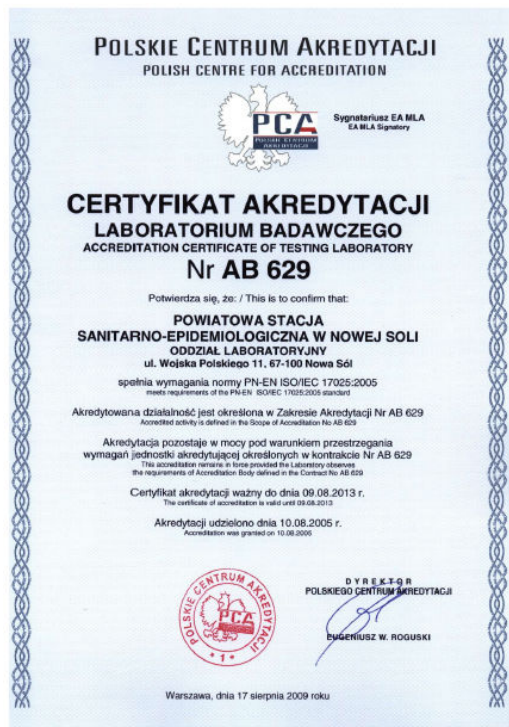 POLSKIE CENTRUM AKREDYTACJI
POLISH CENTRE FOR ACCREDITATION
PCA
POLSKIE CENTRUM
AKREDYTACJI
Sygnatariusz EA MLA
EA MLA Signatory
CERTYFIKAT AKREDYTACJI
LABORATORIUM BADAWCZEGO
ACCREDITATION CERTIFICATE OF TESTING LABORATORY
Nr AB 629
Potwierdza się, że: / This is to confirm that:
POWIATOWA STACJA
SANITARNO-EPIDEMIOLOGICZNA W NOWEJ SOLI
ODDZIAŁ LABORATORYJNY
ul. Wojska Polskiego 11, 67-100 Nowa Sól
spełnia wymagania normy PN-EN ISO/IEC 17025:2005
meets requirements of the PN-EN ISO/IEC 17025:2005 standard
Akredytowana działalność jest określona w Zakresie Akredytacji Nr AB 629
Accredited activity is defined in the Scope of Accreditation No AB 629
Akredytacja pozostaje w mocy pod warunkiem przestrzegania
wymagań jednostki akredytującej określonych w kontrakcie Nr AB 629
This accreditation remains in force provided the Laboratory observes
the requirements of Accreditation Body defined in the Contract No AB 629
Certyfikat akredytacji ważny do dnia 09.08.2013 r.
The certificate of accreditation is valid until 09.08.2013
Akredytacji udzielono dnia 10.08.2005 r.
Accreditation was granted on 10.08.2005
POLSKIE CENTRUM AKREDYTACJI
PCA
* 1 *
DYREKTOR
POLSKIEGO CENTRUM AKREDYTACJI
EUGENIUSZ W. ROGUSKI
Warszawa, dnia 17 sierpnia 2009 roku